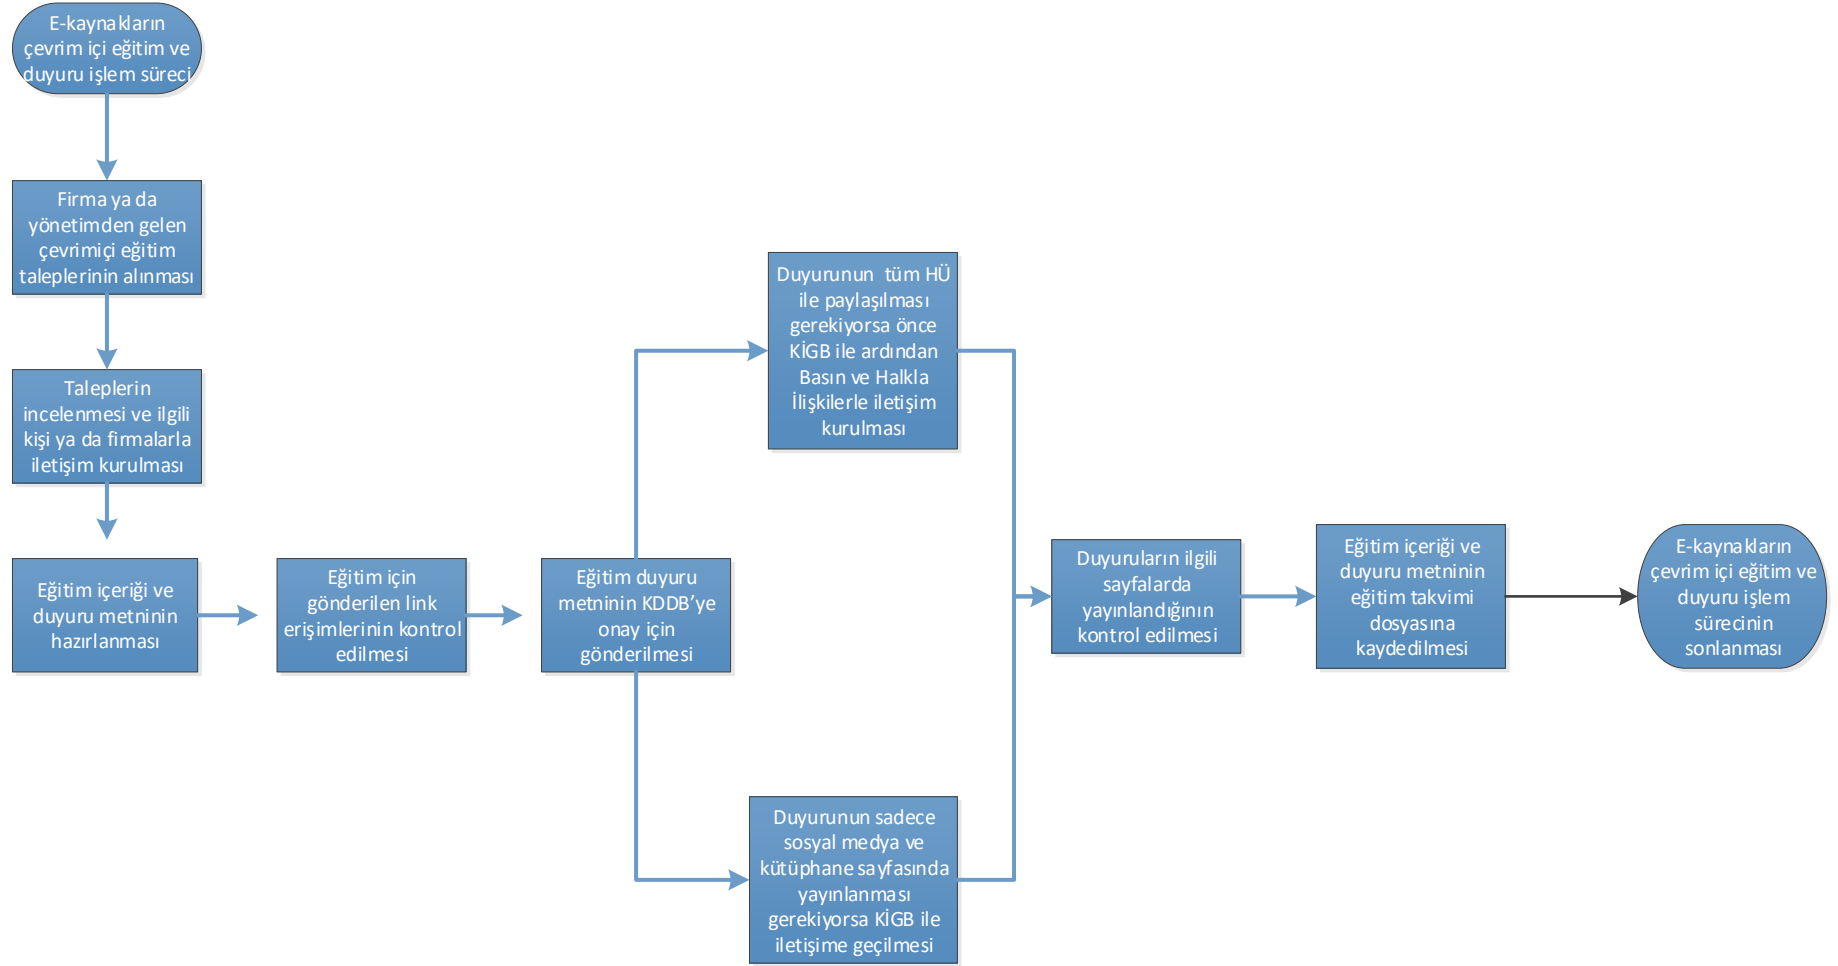 E-kaynakların
çevrim içi eğitim ve
duyuru işlem süreci
Firma ya da
yönetimden gelen
çevrimiçi eğitim
taleplerinin alınması
Taleplerin
incelenmesi ve ilgili
kişi ya da firmalarla
iletişim kurulması
Eğitim içeriği ve
duyuru metninin
hazırlanması
Eğitim için
gönderilen link
erişimlerinin kontrol
edilmesi
Eğitim duyuru
metninin KDDB’ye
onay için
gönderilmesi
Duyurunun tüm HÜ
ile paylaşılması
gerekiyorsa önce
KİGB ile ardından
Basın ve Halkla
İlişkilerle iletişim
kurulması
Duyurunun sadece
sosyal medya ve
kütüphane sayfasında
yayınlanması
gerekiyorsa KİGB ile
iletişime geçilmesi
Duyuruların ilgili
sayfalarda
yayınlandığının
kontrol edilmesi
Eğitim içeriği ve
duyuru metninin
eğitim takvimi
dosyasına
kaydedilmesi
E-kaynakların
çevrim içi eğitim ve
duyuru işlem
sürecinin
sonlanması